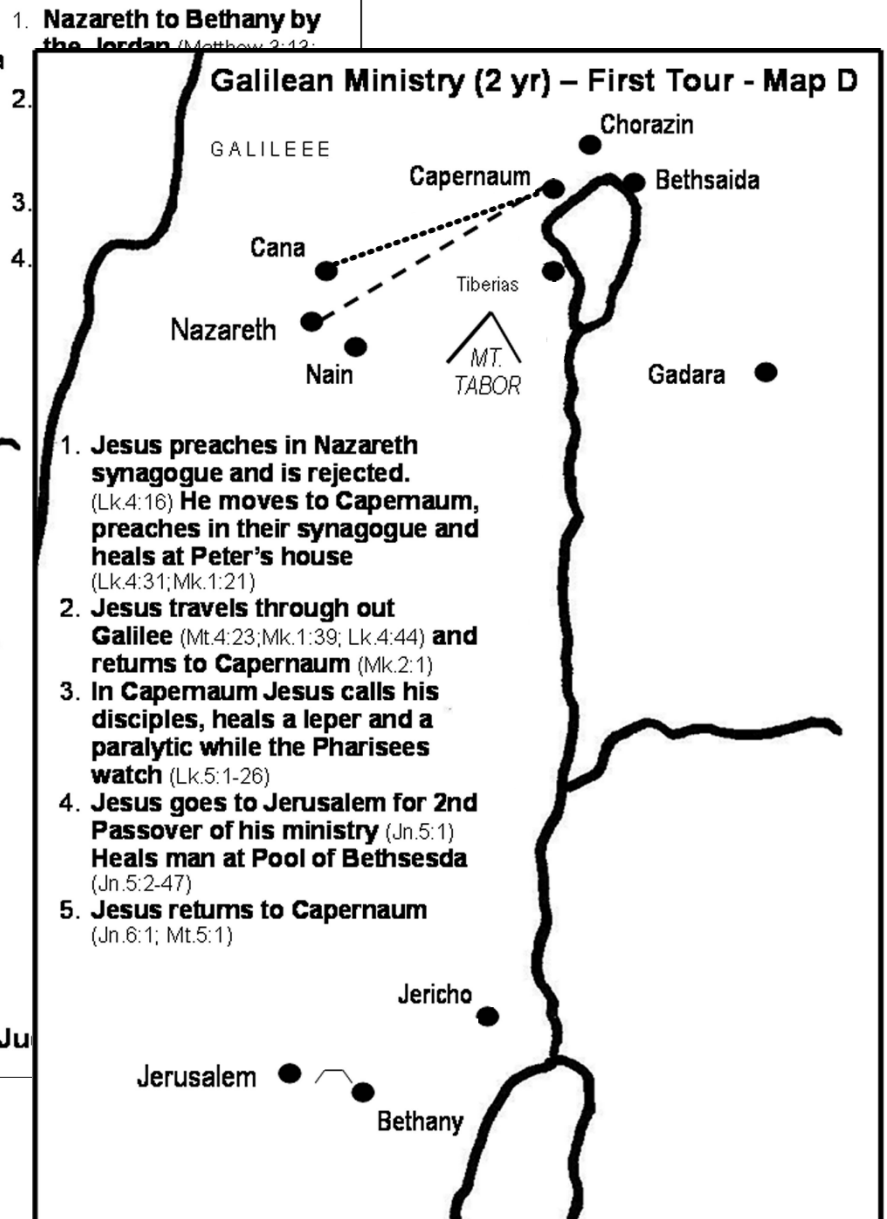 1. Nazareth to Bethany by
the Jordan (Matthew 3:13;
2.
3.
4.
Galilean Ministry (2 yr) – First Tour - Map D
GALILEEE
Chorazin
Capernaum
Bethsaida
Cana
Tiberias
Nazareth
Nain
MT.
TABOR
Gadara
1. Jesus preaches in Nazareth
synagogue and is rejected.
(Lk.4:16) He moves to Capernaum,
preaches in their synagogue and
heals at Peter's house
(Lk.4:31;Mk.1:21)
2. Jesus travels through out
Galilee (Mt.4:23;Mk.1:39; Lk.4:44) and
returns to Capernaum (Mk.2:1)
3. In Capernaum Jesus calls his
disciples, heals a leper and a
paralytic while the Pharisees
watch (Lk.5:1-26)
4. Jesus goes to Jerusalem for 2nd
Passover of his ministry (Jn.5:1)
Heals man at Pool of Bethsesda
(Jn.5:2-47)
5. Jesus returns to Capernaum
(Jn.6:1; Mt.5:1)
Jericho
Ju
Jerusalem
Bethany